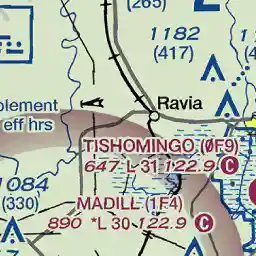 (265)
1182
(417)
Ravia
plement
eff hrs
TISHOMINGO (0F9)
647 L 31 122.9 C
1084
(330)
MADILL (1F4)
890 *L 30 122.9 C